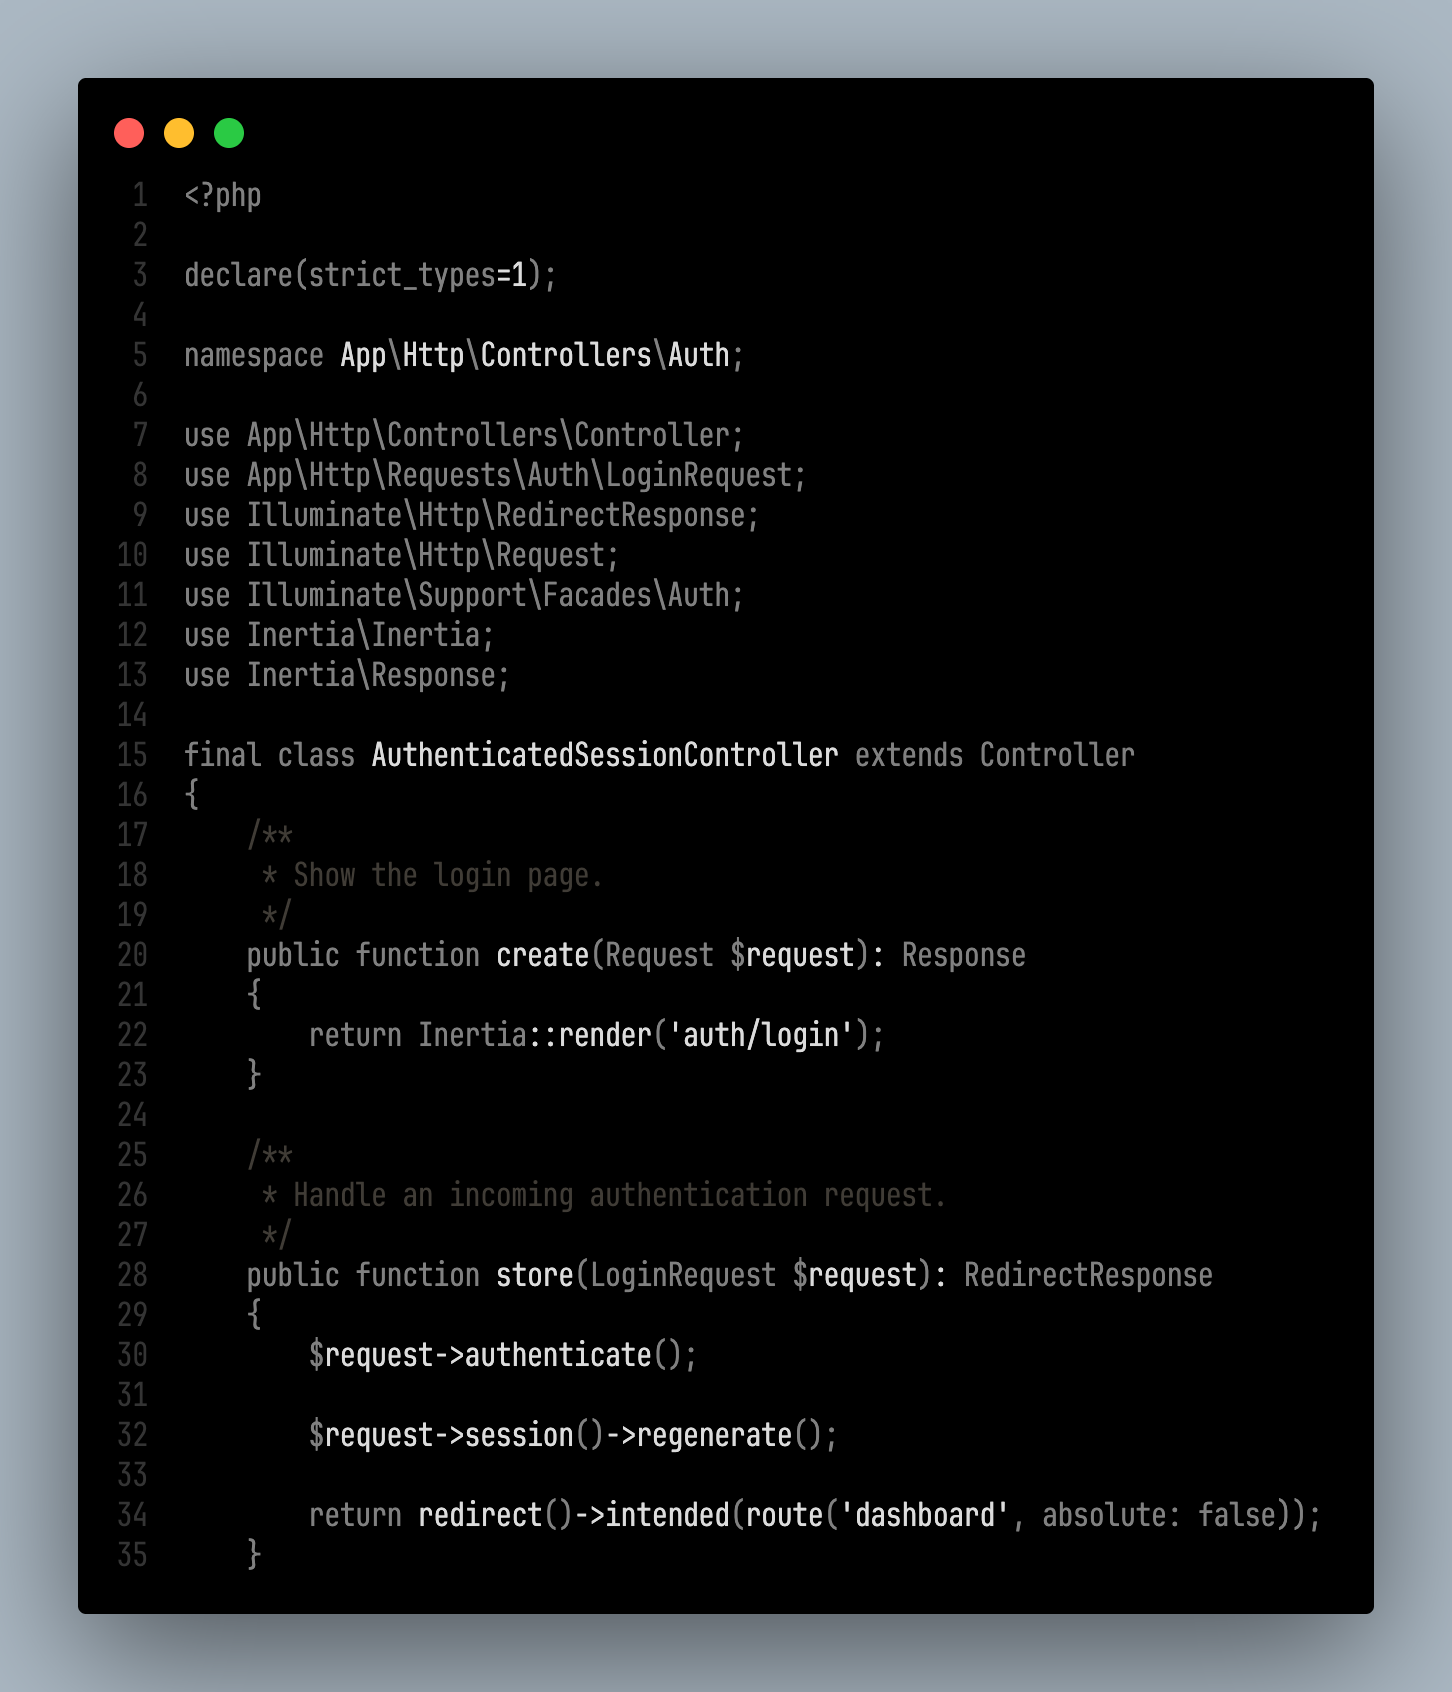 1 <?php
2
3 declare(strict_types=1);
4
5 namespace App\Http\Controllers\Auth;
6
7 use App\Http\Controllers\Controller;
8 use App\Http\Requests\Auth\LoginRequest;
9 use Illuminate\Http\RedirectResponse;
10 use Illuminate\Http\Request;
11 use Illuminate\Support\Facades\Auth;
12 use Inertia\Inertia;
13 use Inertia\Response;
14
15 final class AuthenticatedSessionController extends Controller
16 {
17     /**
18      * Show the login page.
19      */
20     public function create(Request $request): Response
21     {
22         return Inertia::render('auth/login');
23     }
24
25     /**
26      * Handle an incoming authentication request.
27      */
28     public function store(LoginRequest $request): RedirectResponse
29     {
30         $request->authenticate();
31
32         $request->session()->regenerate();
33
34         return redirect()->intended(route('dashboard', absolute: false));
35     }